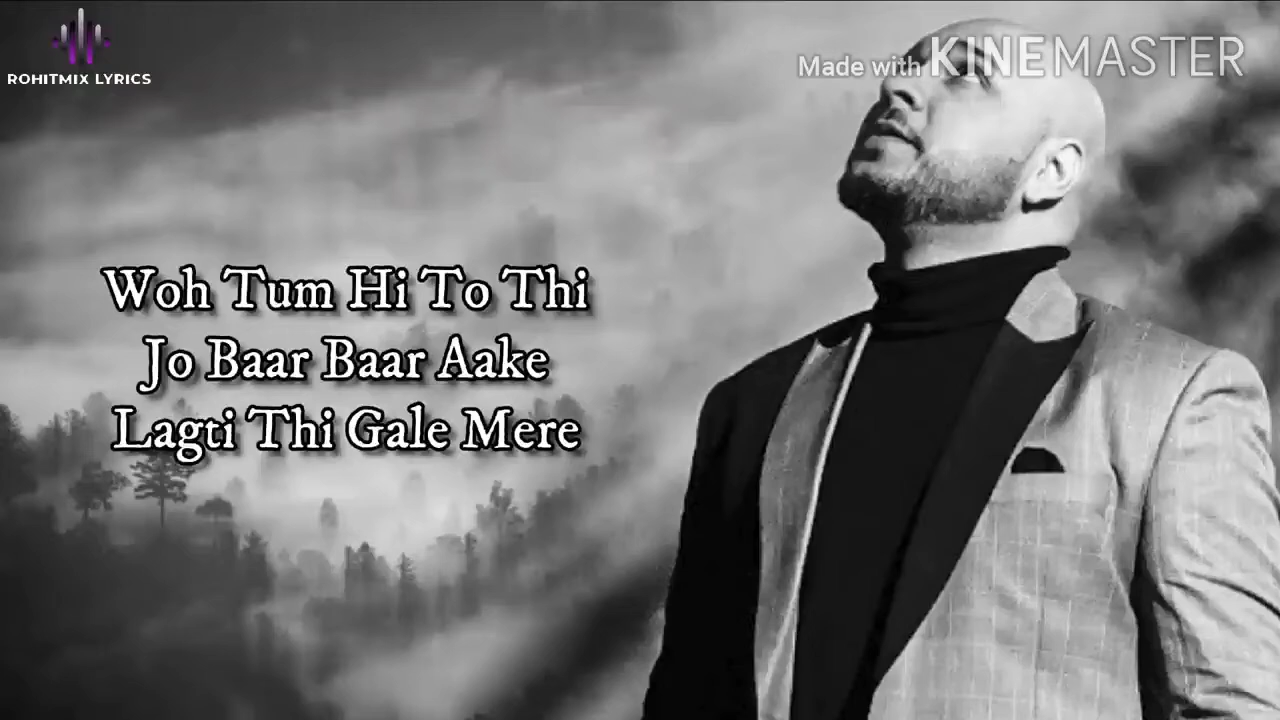 ROHITMIX LYRICS
Made with KINEMASTER
Woh Tum Hi To Thi
Jo Baar Baar Aake
Lagti Thi Gale Mere